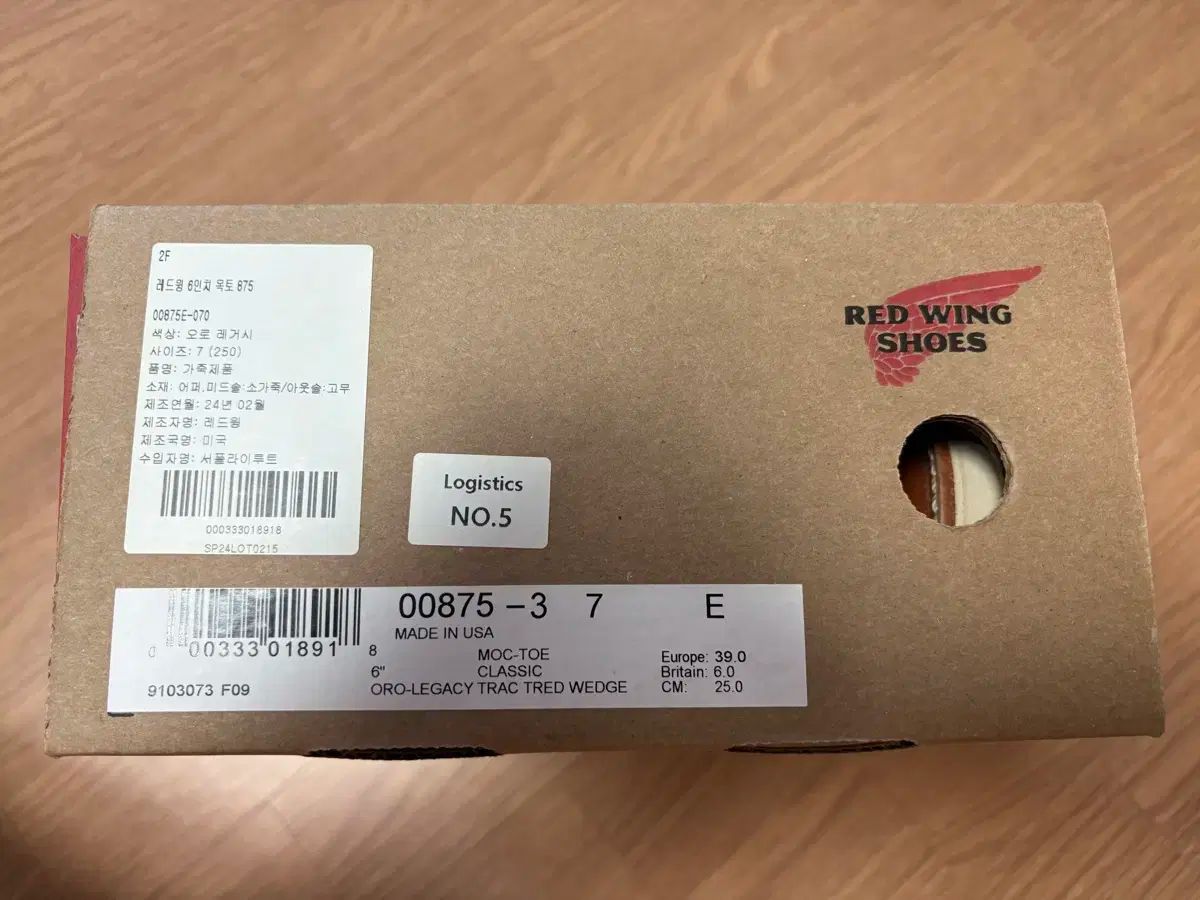 2F
레드윙 6인치 목토 875
00875E-070
색상: 오로 레거시
사이즈: 7 (250)
품명: 가죽제품
소재: 어퍼,미드솔:소가죽/아웃솔:고무
제조연월: 24년 02월
제조자명: 레드윙
제조국명: 미국
수입자명: 서플라이루트
000333018918
SP24LOT0215
RED WING
SHOES
Logistics
NO.5
00875 -3 7 E
MADE IN USA
0 00333 01891 8
MOC-TOE
6" CLASSIC
ORO-LEGACY TRAC TRED WEDGE
9103073 F09
Europe: 39.0
Britain: 6.0
CM: 25.0